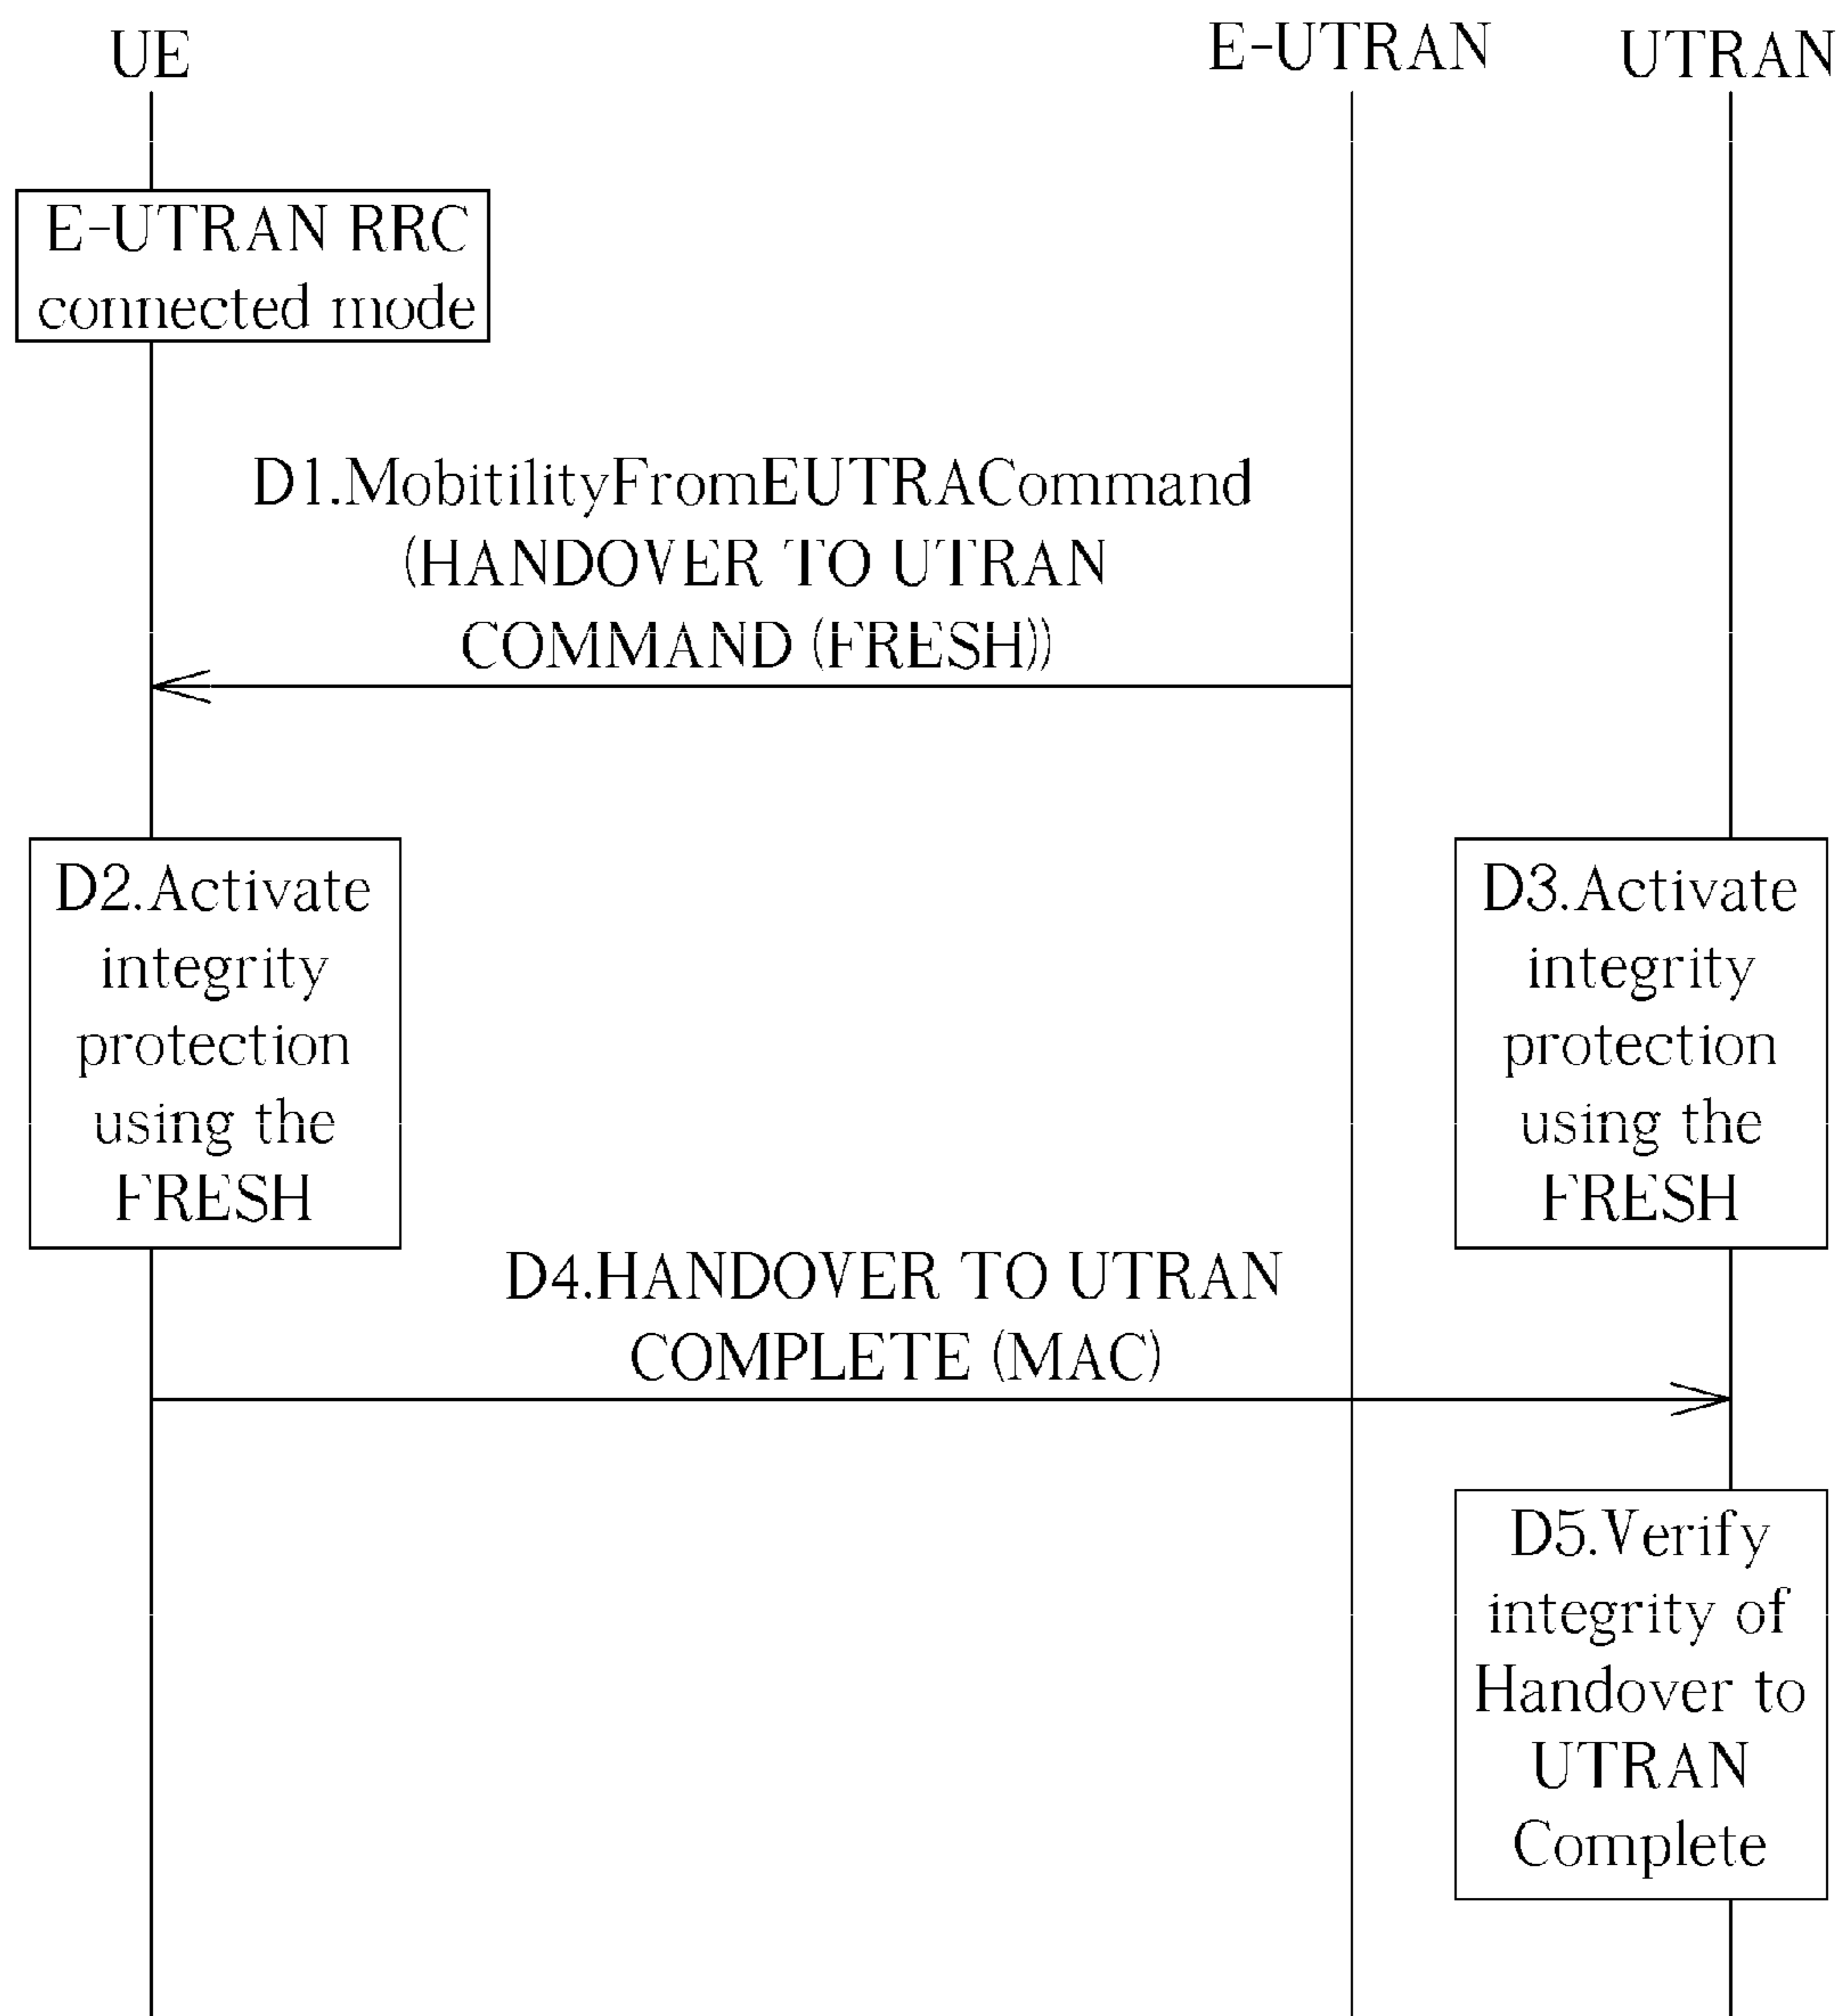 UE
E-UTRAN
UTRAN
E-UTRAN RRC
connected mode
D1.MobitilityFromEUTRACommand
(HANDOVER TO UTRAN
COMMAND (FRESH))
D2.Activate
integrity
protection
using the
FRESH
D3.Activate
integrity
protection
using the
FRESH
D4.HANDOVER TO UTRAN
COMPLETE (MAC)
D5.Verify
integrity of
Handover to
UTRAN
Complete